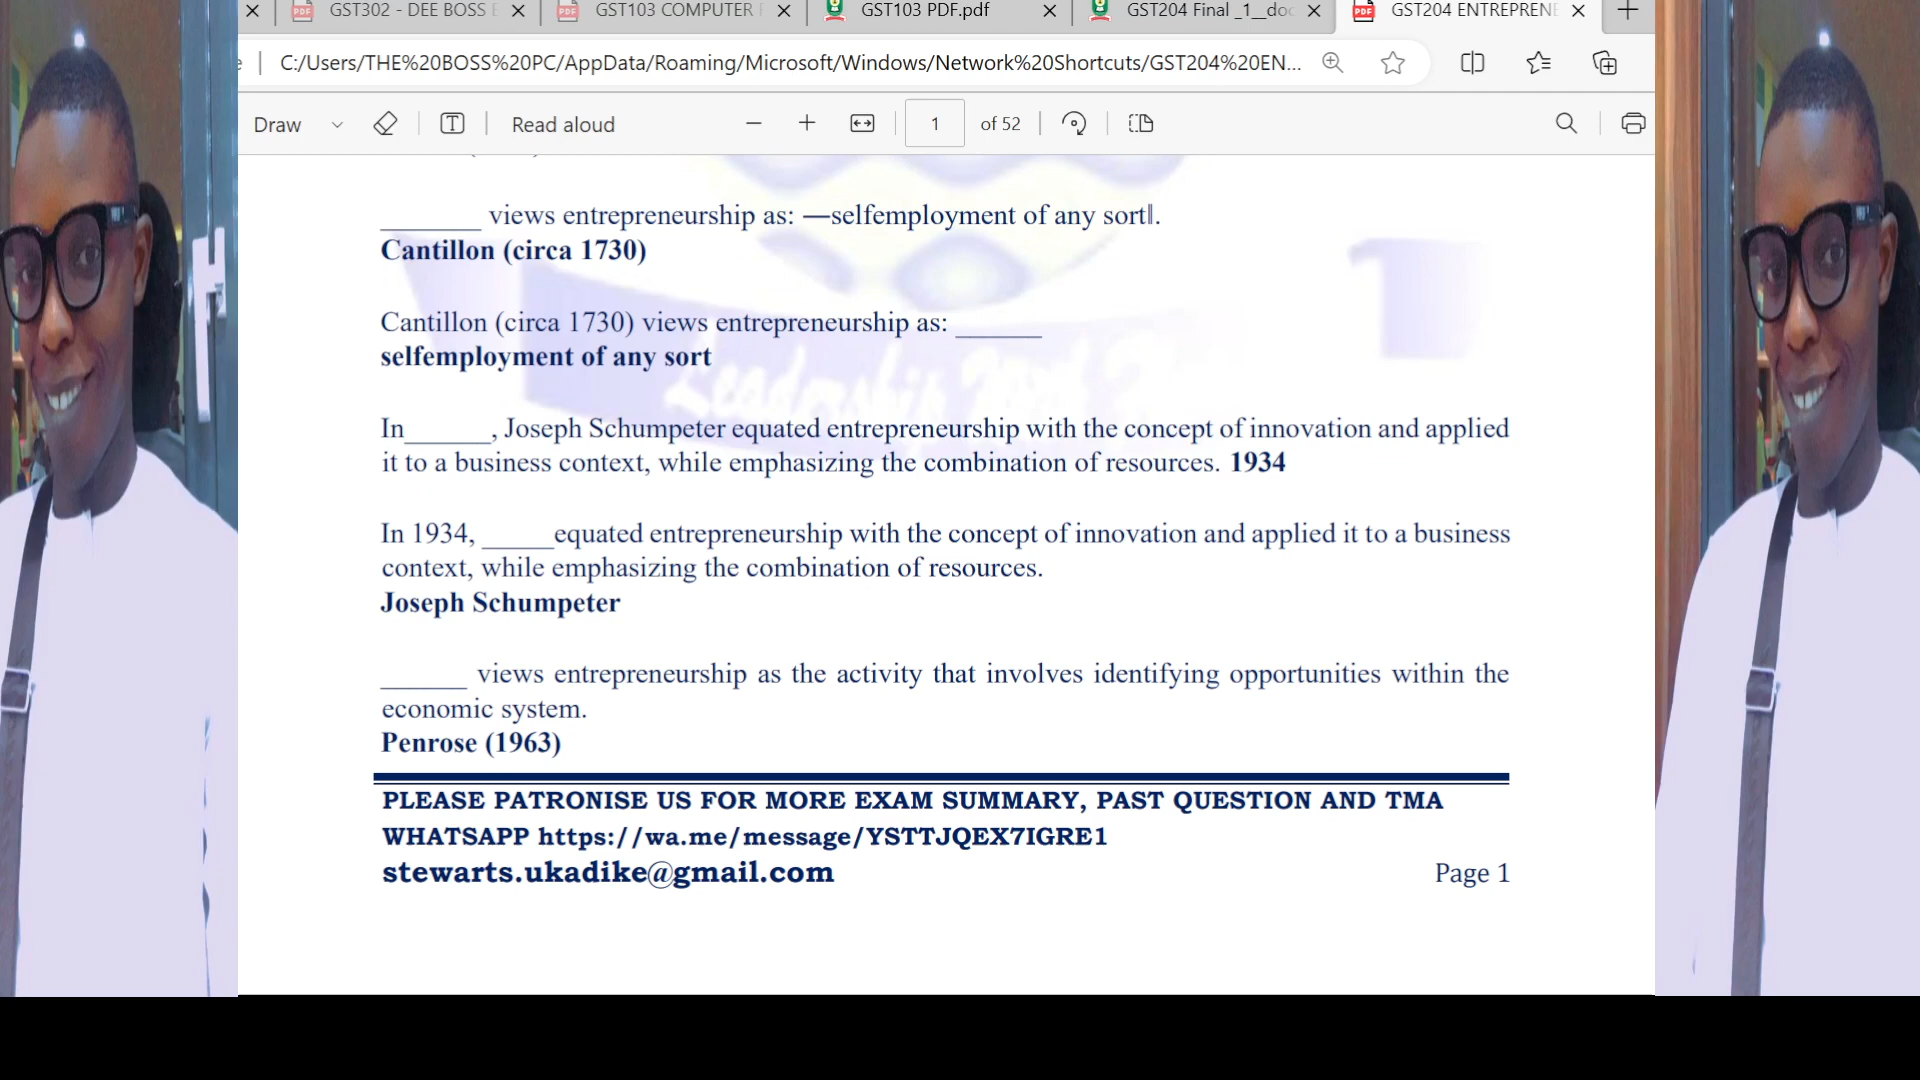 GST302 - DEE BOSS E
GST103 COMPUTER F
GST103 PDF.pdf
GST204 Final _1__doc
GST204 ENTREPRENE
C:/Users/THE%20BOSS%20PC/AppData/Roaming/Microsoft/Windows/Network%20Shortcuts/GST204%20EN...
Draw
Read aloud
1
of 52
_______ views entrepreneurship as: ―selfemployment of any sort‖.
Cantillon (circa 1730)
Cantillon (circa 1730) views entrepreneurship as: ______
selfemployment of any sort
In______, Joseph Schumpeter equated entrepreneurship with the concept of innovation and applied
it to a business context, while emphasizing the combination of resources. 1934
In 1934, _____equated entrepreneurship with the concept of innovation and applied it to a business
context, while emphasizing the combination of resources.
Joseph Schumpeter
______ views entrepreneurship as the activity that involves identifying opportunities within the
economic system.
Penrose (1963)
PLEASE PATRONISE US FOR MORE EXAM SUMMARY, PAST QUESTION AND TMA
WHATSAPP https://wa.me/message/YSTTJQEX7IGRE1
stewarts.ukadike@gmail.com
Page 1